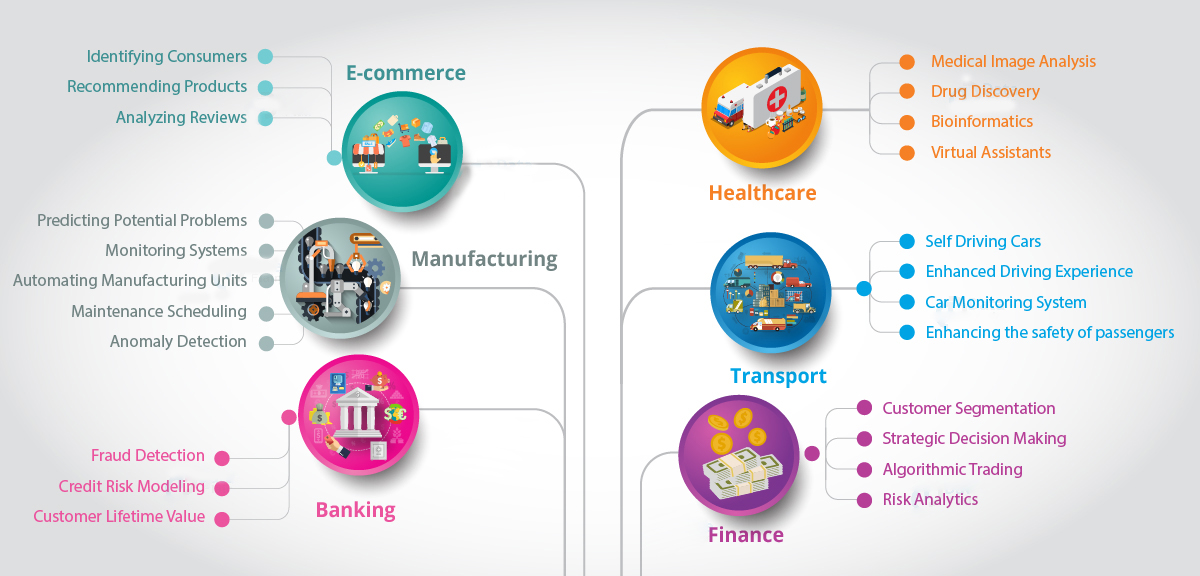 E-commerce
Identifying Consumers
Recommending Products
Analyzing Reviews
Manufacturing
Predicting Potential Problems
Monitoring Systems
Automating Manufacturing Units
Maintenance Scheduling
Anomaly Detection
Banking
Fraud Detection
Credit Risk Modeling
Customer Lifetime Value
Healthcare
Medical Image Analysis
Drug Discovery
Bioinformatics
Virtual Assistants
Transport
Self Driving Cars
Enhanced Driving Experience
Car Monitoring System
Enhancing the safety of passengers
Finance
Customer Segmentation
Strategic Decision Making
Algorithmic Trading
Risk Analytics